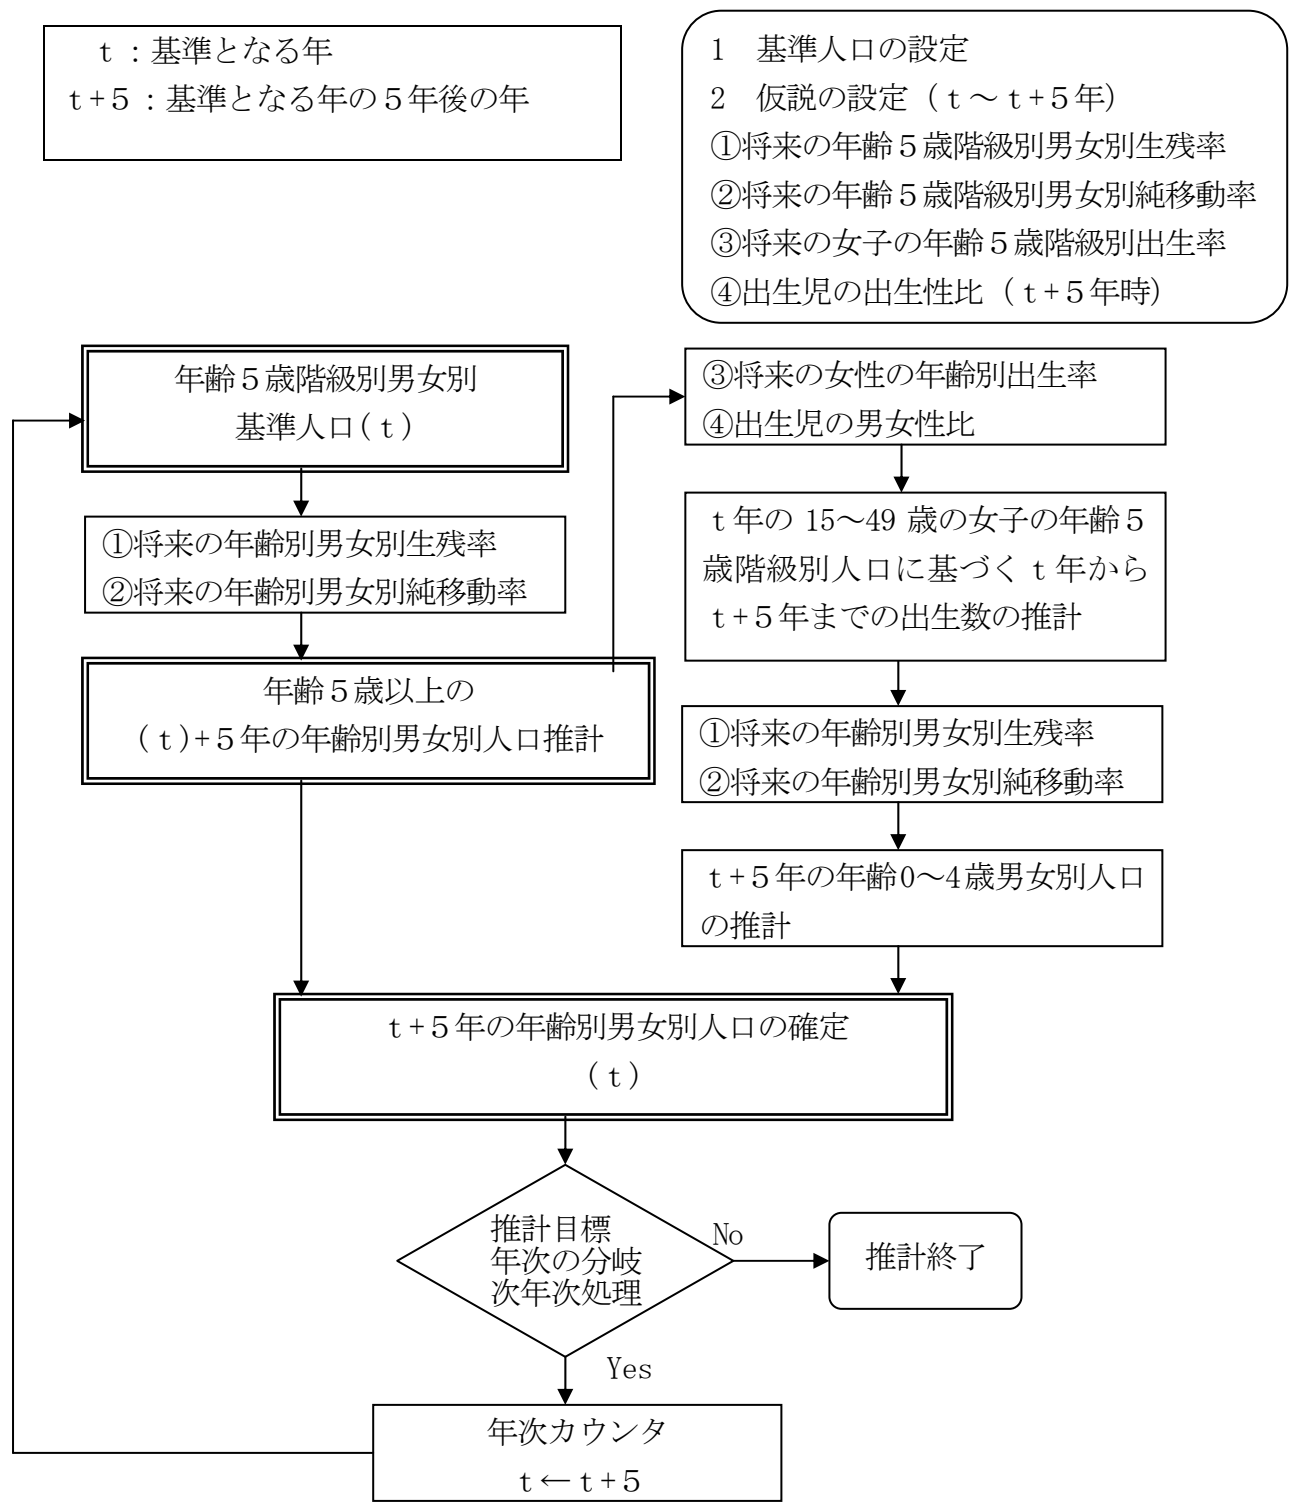 ｔ：基準となる年
ｔ+５：基準となる年の５年後の年
1　基準人口の設定
2　仮説の設定（ｔ～ｔ+５年）
①将来の年齢５歳階級別男女別生残率
②将来の年齢５歳階級別男女別純移動率
③将来の女子の年齢５歳階級別出生率
④出生児の出生性比（ｔ+５年時）
年齢５歳階級別男女別
基準人口(ｔ)
①将来の年齢別男女別生残率
②将来の年齢別男女別純移動率
年齢５歳以上の
(ｔ)+５年の年齢別男女別人口推計
③将来の女性の年齢別出生率
④出生児の男女性比
ｔ年の 15～49 歳の女子の年齢５
歳階級別人口に基づくｔ年から
ｔ+５年までの出生数の推計
①将来の年齢別男女別生残率
②将来の年齢別男女別純移動率
ｔ+５年の年齢0～4歳男女別人口
の推計
ｔ+５年の年齢別男女別人口の確定
(ｔ)
推計目標
年次の分岐
次年次処理
No
推計終了
Yes
年次カウンタ
ｔ←ｔ+5